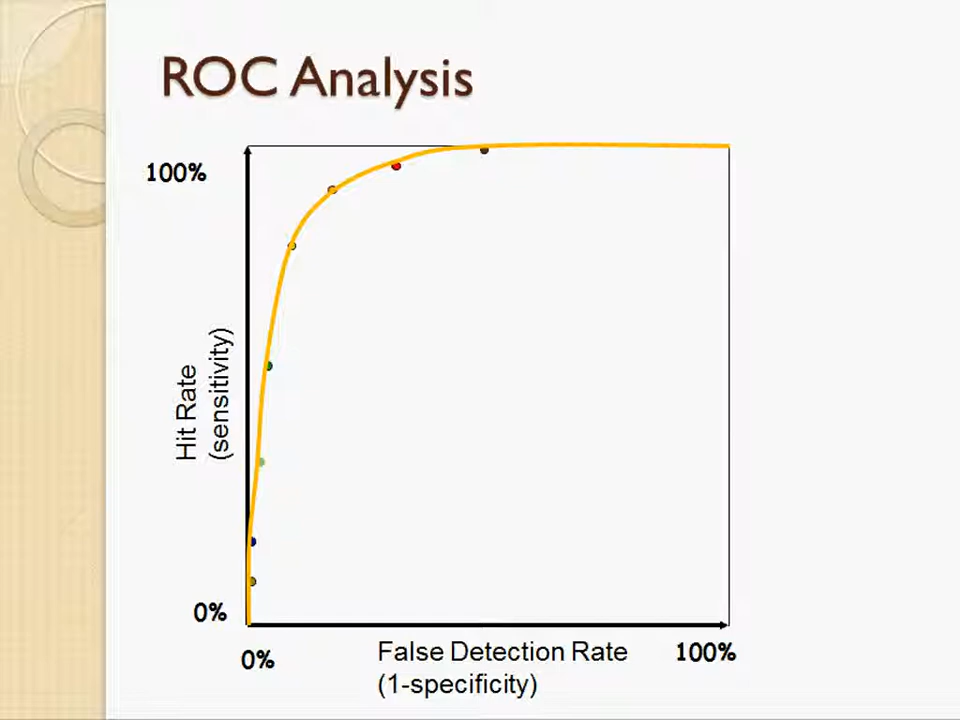 ROC Analysis
100%
Hit Rate
(sensitivity)
0%
0%
False Detection Rate
(1-specificity)
100%